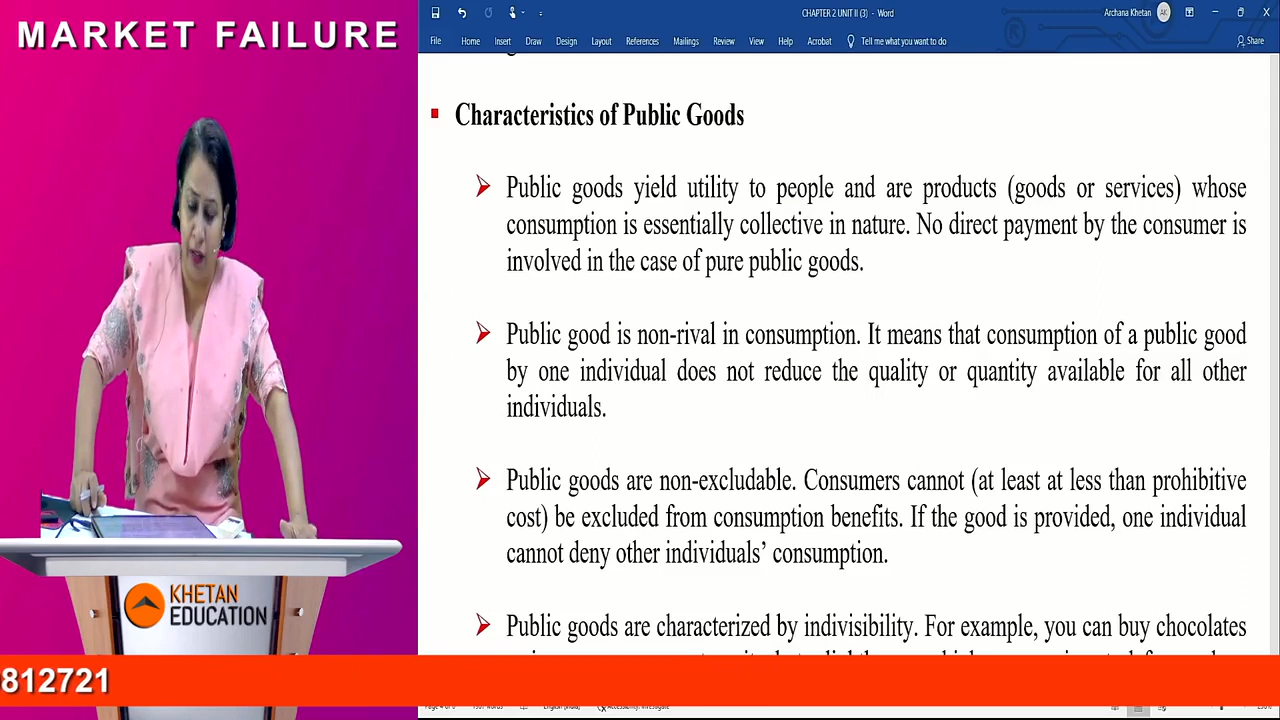 MARKET FAILURE
CHAPTER 2 UNIT II (3) - Word
Archana Khetan
AK
File Home Insert Draw Design Layout References Mailings Review View Help Acrobat Tell me what you want to do
Share
Characteristics of Public Goods
Public goods yield utility to people and are products (goods or services) whose
consumption is essentially collective in nature. No direct payment by the consumer is
involved in the case of pure public goods.
Public good is non-rival in consumption. It means that consumption of a public good
by one individual does not reduce the quality or quantity available for all other
individuals.
Public goods are non-excludable. Consumers cannot (at least at less than prohibitive
cost) be excluded from consumption benefits. If the good is provided, one individual
cannot deny other individuals’ consumption.
Public goods are characterized by indivisibility. For example, you can buy chocolates
KHETAN
EDUCATION
812721